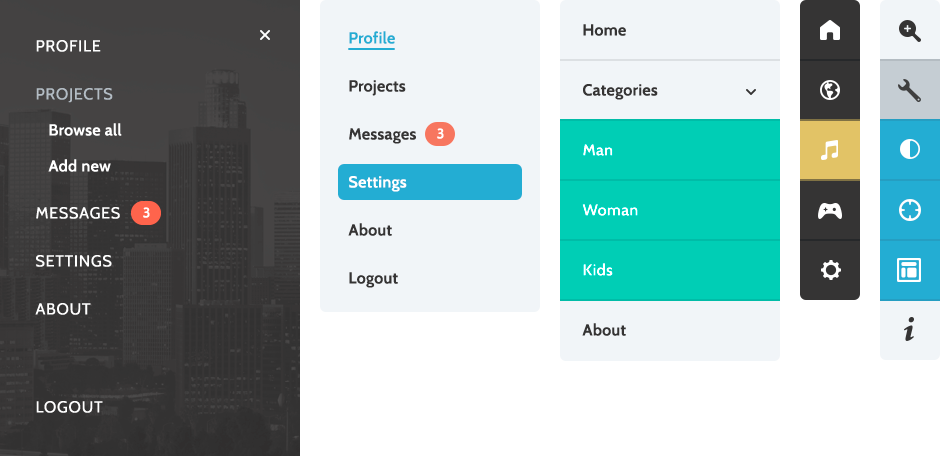 PROFILE
PROJECTS
Browse all
Add new
MESSAGES 3
SETTINGS
ABOUT
LOGOUT
Profile
Projects
Messages 3
Settings
About
Logout
Home
Categories
Man
Woman
Kids
About